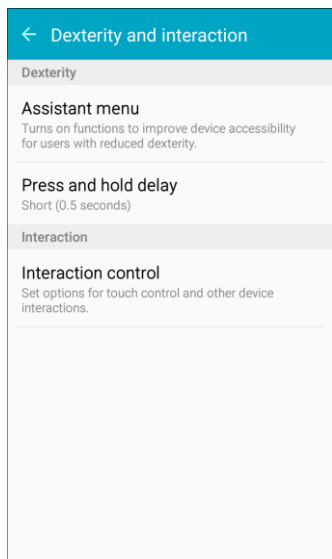 Dexterity and interaction
Dexterity
Assistant menu
Turns on functions to improve device accessibility
for users with reduced dexterity.
Press and hold delay
Short (0.5 seconds)
Interaction
Interaction control
Set options for touch control and other device
interactions.